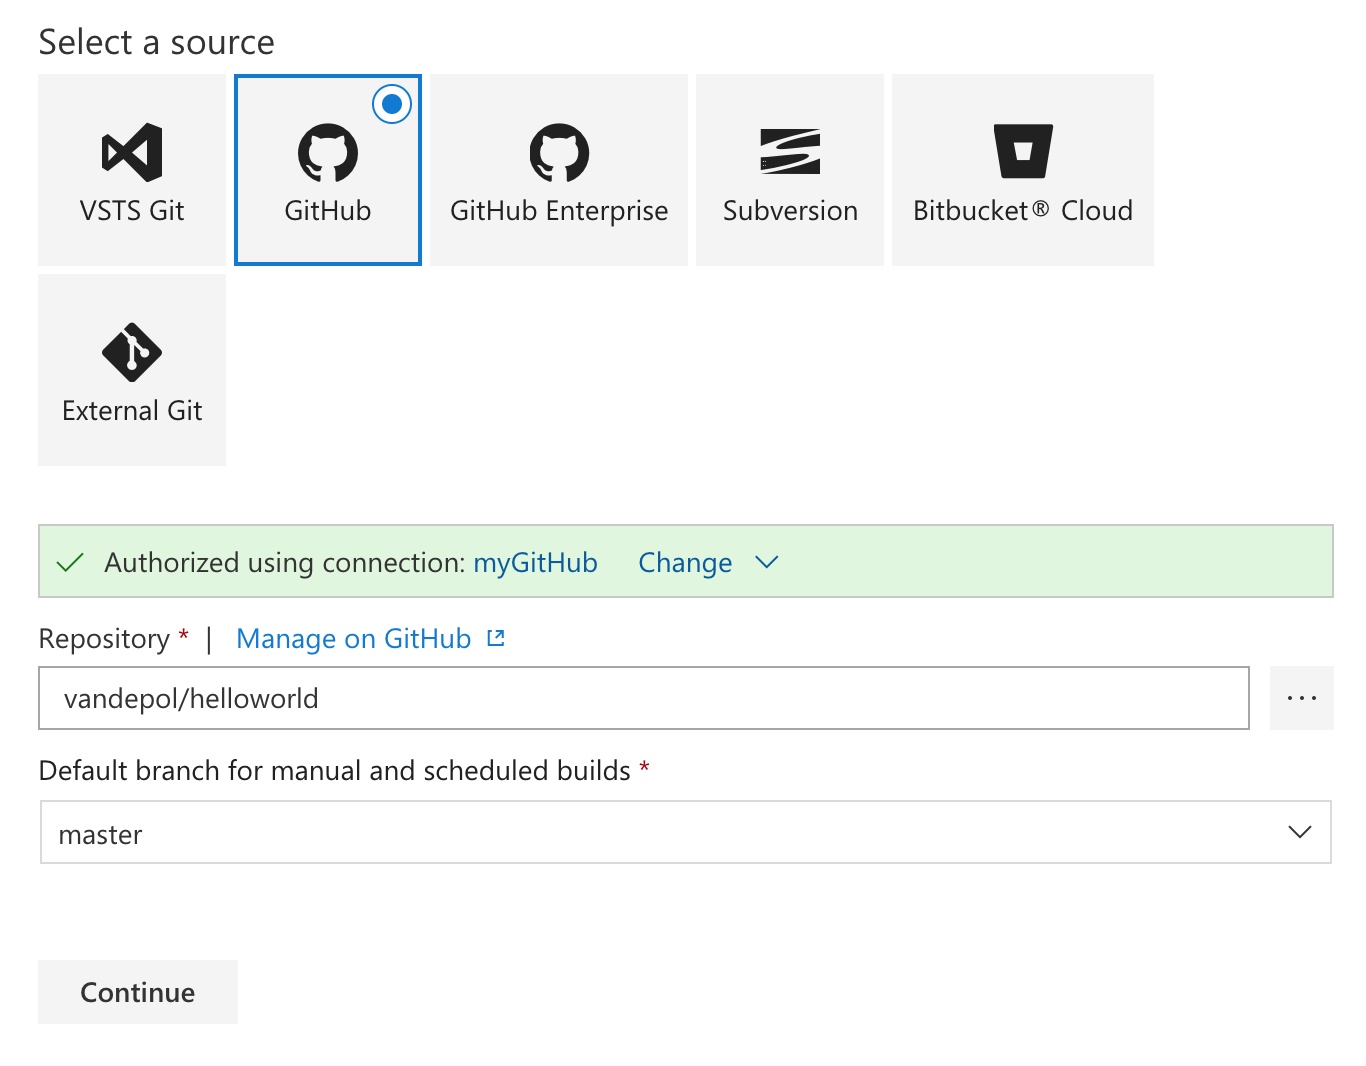 Select a source
VSTS Git
GitHub
GitHub Enterprise
Subversion
Bitbucket® Cloud
External Git
Authorized using connection: myGitHub Change
Repository * | Manage on GitHub
vandepol/helloworld
...
Default branch for manual and scheduled builds *
master
Continue